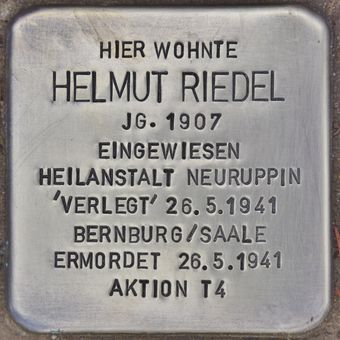 HIER WOHNTE
HELMUT RIEDEL
JG. 1907
EINGEWIESEN
HEILANSTALT NEURUPPIN
'VERLEGT' 26.5.1941
BERNBURG/SAALE
ERMORDET 26.5.1941
AKTION T4